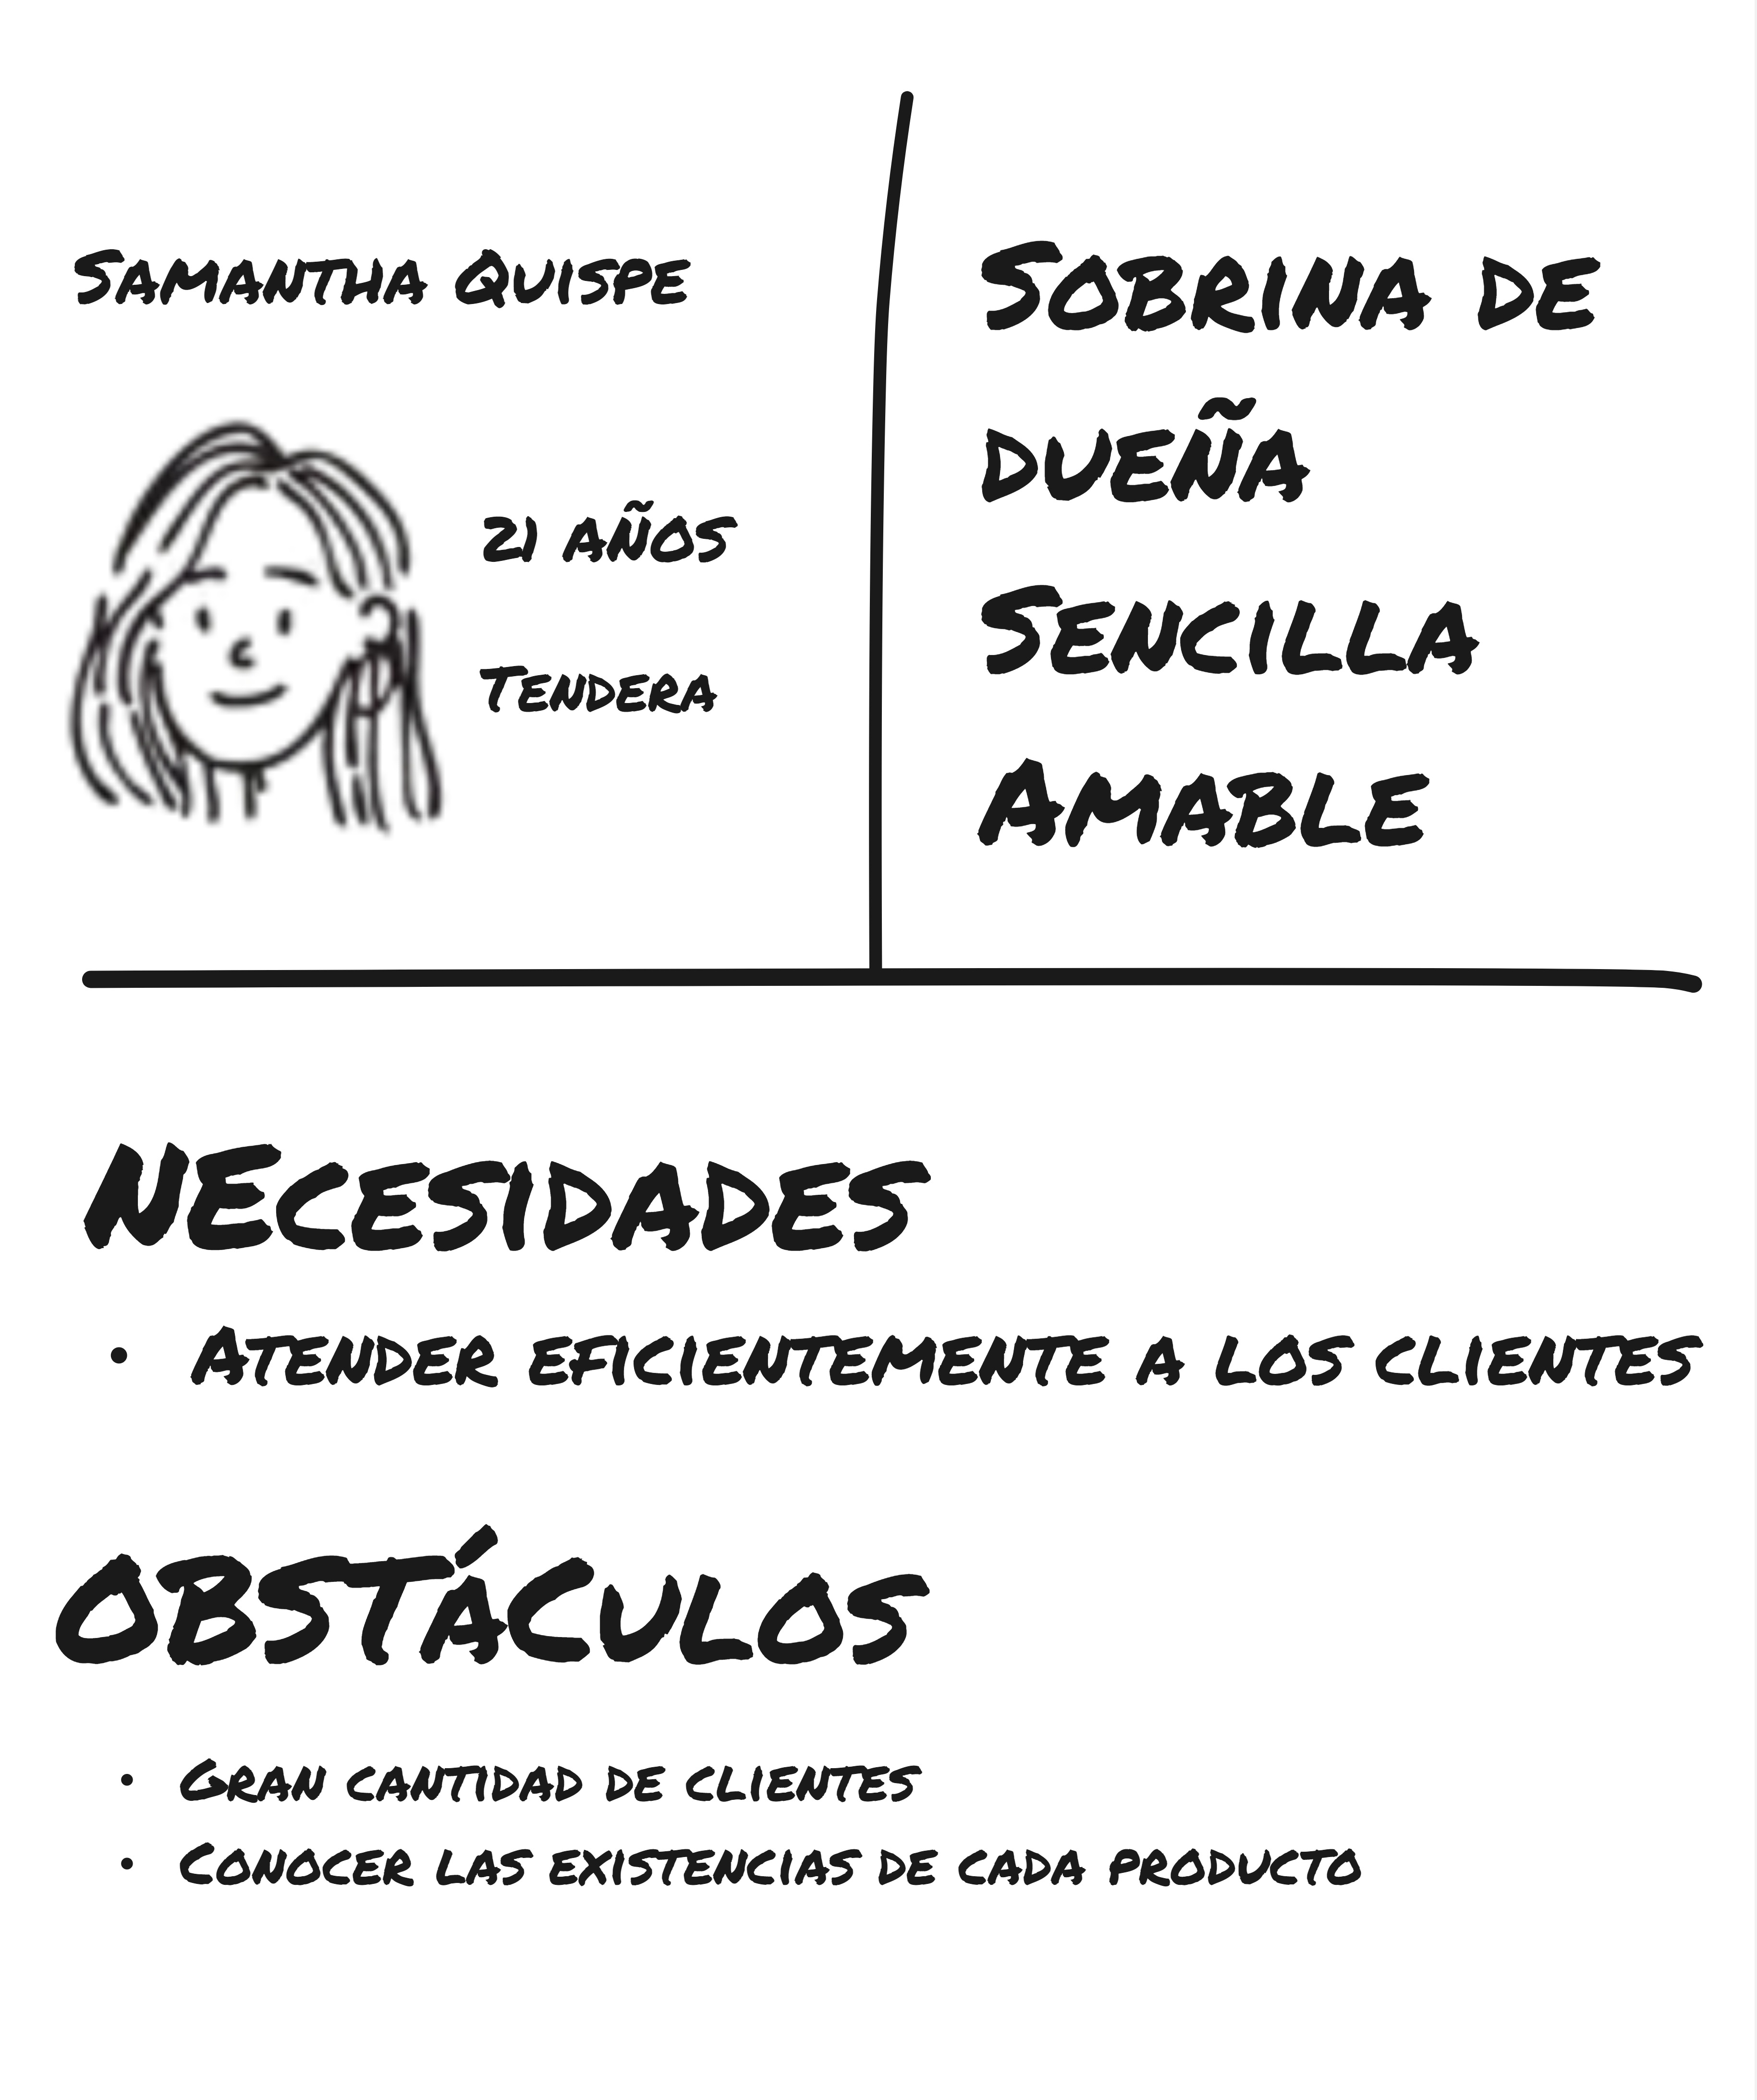 Samantha Quispe
21 años
Tendera
Sobrina de
dueña
Sencilla
Amable
NEcesidades
• Atender eficientemente a los clientes
OBSTÁCULOS
• Gran cantidad de clientes
• Conocer las existencias de cada producto